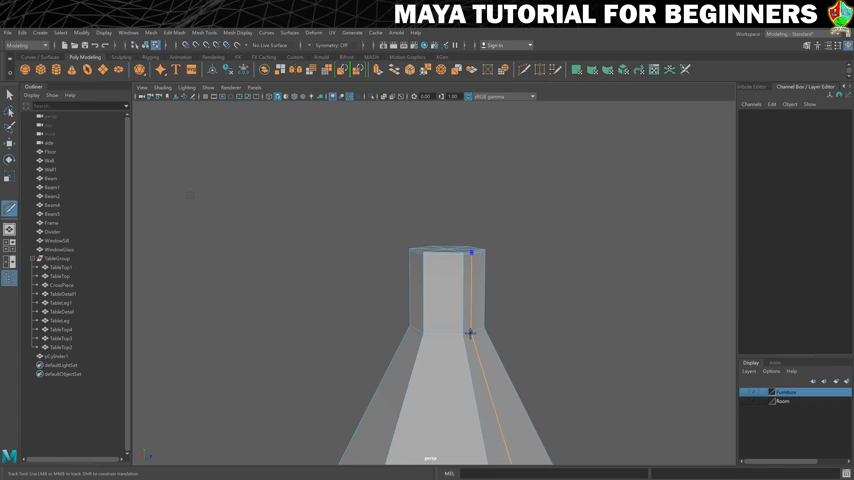 MAYA TUTORIAL FOR BEGINNERS
File Edit Create Select Modify Display Windows Mesh Edit Mesh Mesh Tools Mesh Display Curves Surfaces Deform UV Generate Cache Arnold Help
Workspace: Modeling - Standard*
Modeling No Live Surface Symmetry: Off Sign In
Curves / Surfaces Poly Modeling Sculpting Rigging Animation Rendering FX FX Caching Custom Arnold Bifrost MASH Motion Graphics XGen
Outliner
Display Show Help
Search...
View Shading Lighting Show Renderer Panels
0.00 1.00 sRGB gamma
Channel Box / Layer Editor
Channels Edit Object Show
persp
top
front
side
Floor
Wall
Wall1
Beam
Beam1
Beam2
Beam4
Beam5
Frame
Divider
WindowSill
WindowGlass
TableGroup
TableTop1
TableTop
CrossPiece
TableDetail1
TableLeg1
TableDetail
TableLeg
TableTop4
TableTop3
TableTop2
pCylinder1
defaultLightSet
defaultObjectSet
persp
Display Anim
Layers Options Help
Furniture
Room
Track Tool: Use LMB or MMB to track. Shift to constrain translation.
MEL